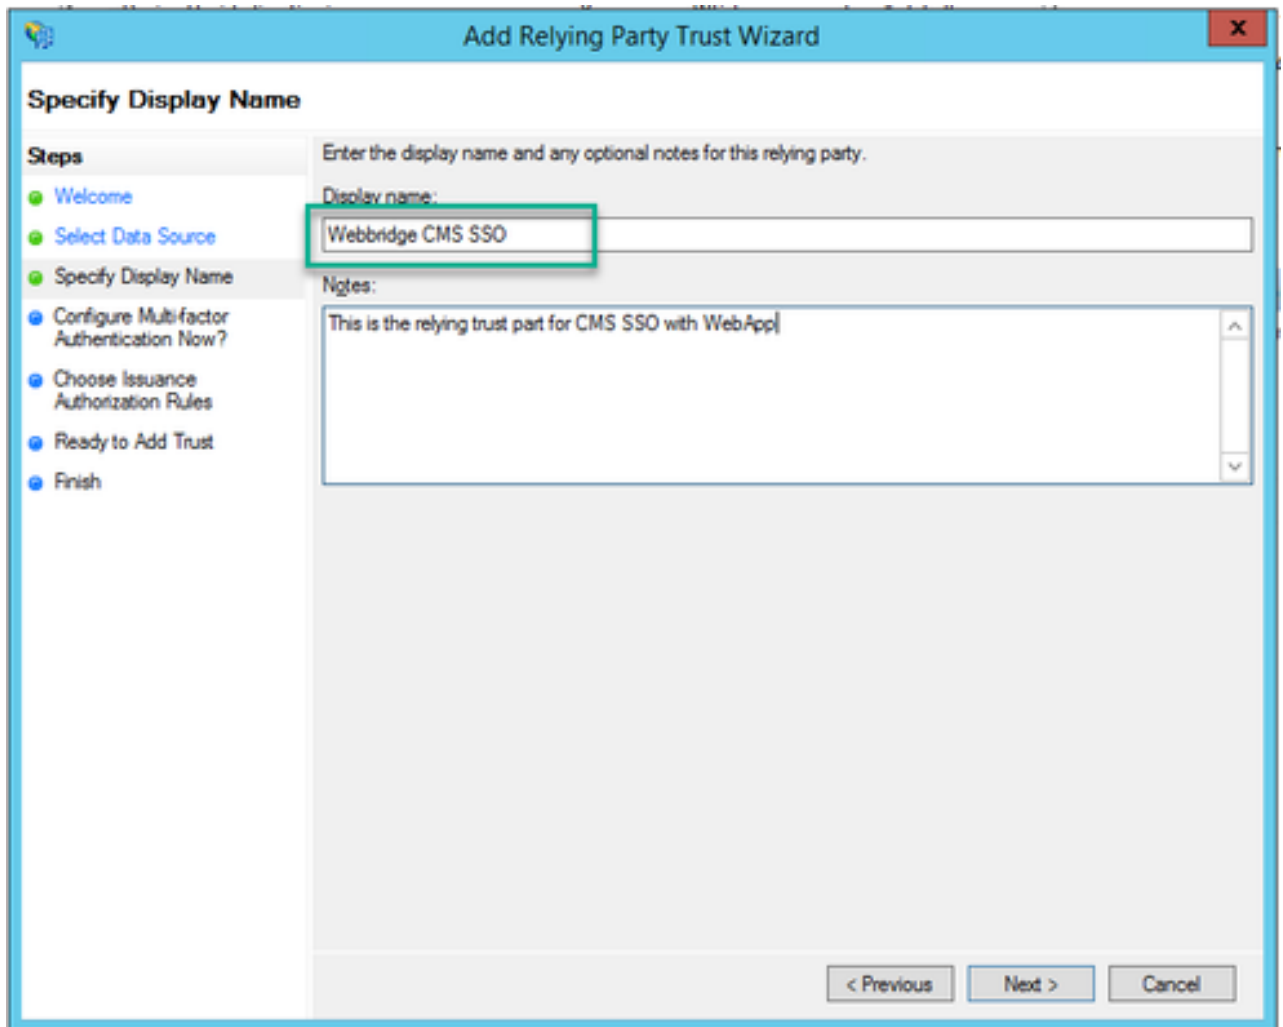 Add Relying Party Trust Wizard
x
Specify Display Name
Steps
Welcome
Select Data Source
Specify Display Name
Configure Multi-factor
Authentication Now?
Choose Issuance
Authorization Rules
Ready to Add Trust
Finish
Enter the display name and any optional notes for this relying party.
Display name:
Webbridge CMS SSO
Notes:
This is the relying trust part for CMS SSO with WebApp
< Previous
Next >
Cancel